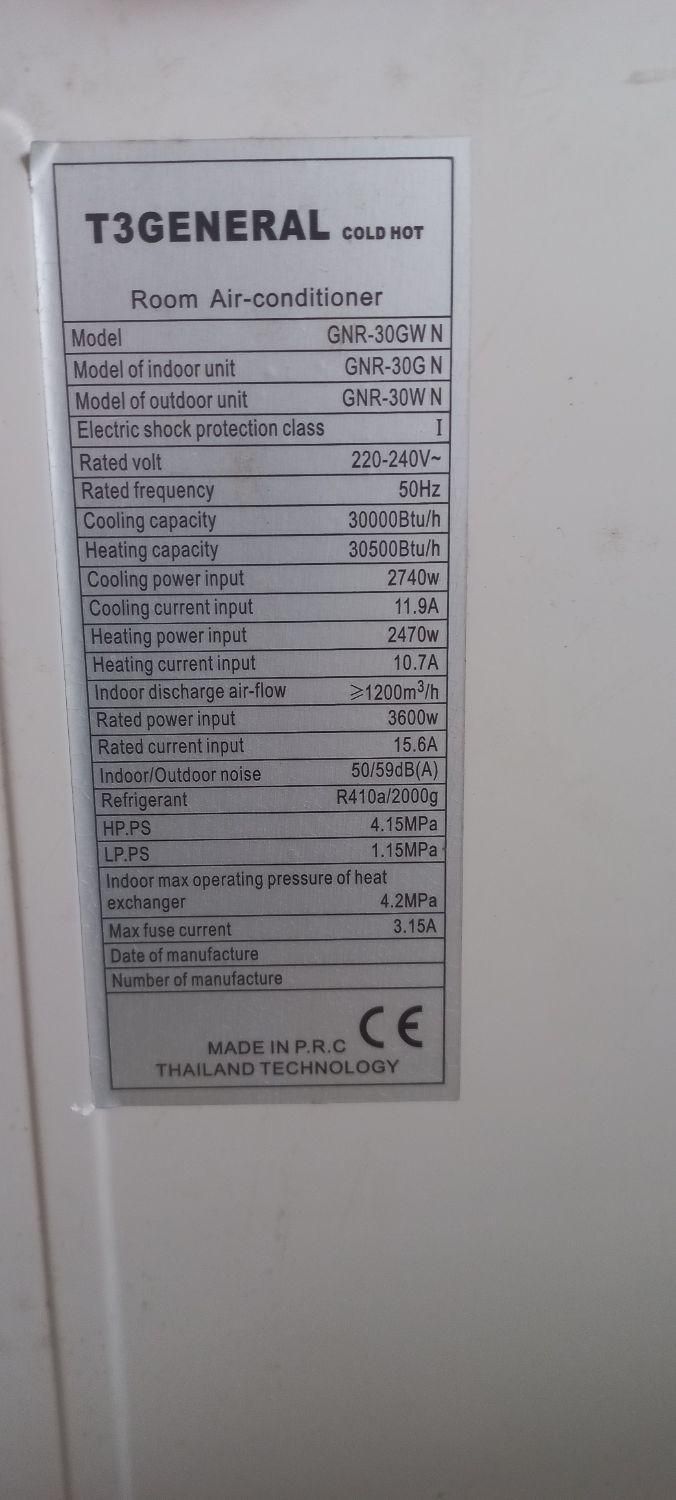 T3GENERAL COLD HOT
Room Air-conditioner
Model GNR-30GW N
Model of indoor unit GNR-30G N
Model of outdoor unit GNR-30W N
Electric shock protection class I
Rated volt 220-240V~
Rated frequency 50Hz
Cooling capacity 30000Btu/h
Heating capacity 30500Btu/h
Cooling power input 2740w
Cooling current input 11.9A
Heating power input 2470w
Heating current input 10.7A
Indoor discharge air-flow ⩾1200m³/h
Rated power input 3600w
Rated current input 15.6A
Indoor/Outdoor noise 50/59dB(A)
Refrigerant R410a/2000g
HP.PS 4.15MPa
LP.PS 1.15MPa
Indoor max operating pressure of heat
exchanger 4.2MPa
Max fuse current 3.15A
Date of manufacture
Number of manufacture
CE
MADE IN P.R.C
THAILAND TECHNOLOGY